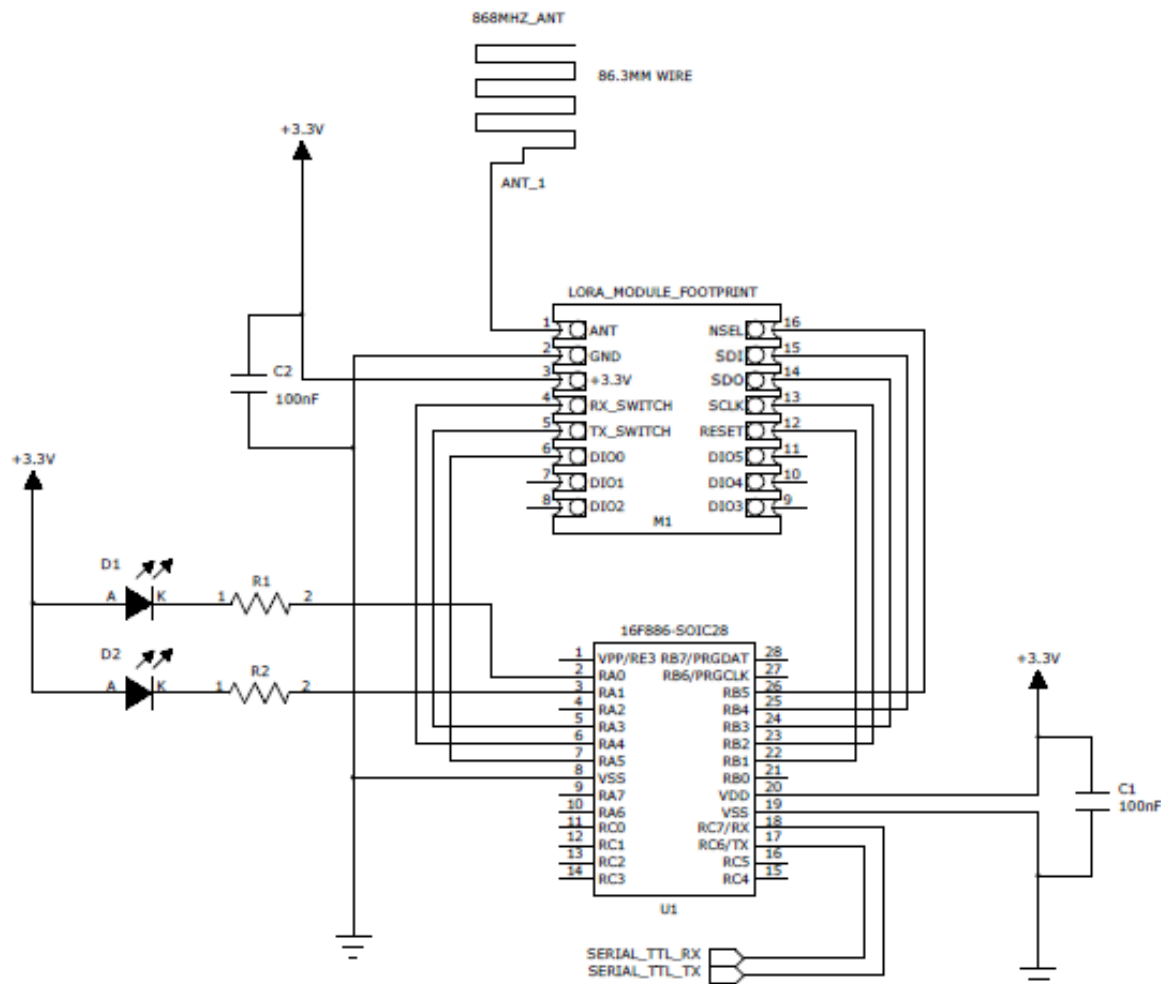 868MHZ_ANT
86.3MM WIRE
+3.3V
ANT_1
LORA_MODULE_FOOTPRINT
1 ANT NSEL 16
2 GND SDI 15
3 +3.3V SDO 14
4 RX_SWITCH SCLK 13
5 TX_SWITCH RESET 12
6 DIO0 DIO5 11
7 DIO1 DIO4 10
8 DIO2 DIO3 9
M1
C2
100nF
+3.3V
D1
A K 1 R1 2
D2
A K 1 R2 2
16F886-SOIC28
1 VPP/RE3 RB7/PRGDAT 28
2 RA0 RB6/PRGCLK 27
3 RA1 RB5 26
4 RA2 RB4 25
5 RA3 RB3 24
6 RA4 RB2 23
7 RA5 RB1 22
8 VSS RB0 21
9 RA7 VDD 20
10 RA6 VSS 19
11 RC0 RC7/RX 18
12 RC1 RC6/TX 17
13 RC2 RC5 16
14 RC3 RC4 15
U1
+3.3V
C1
100nF
SERIAL_TTL_RX
SERIAL_TTL_TX